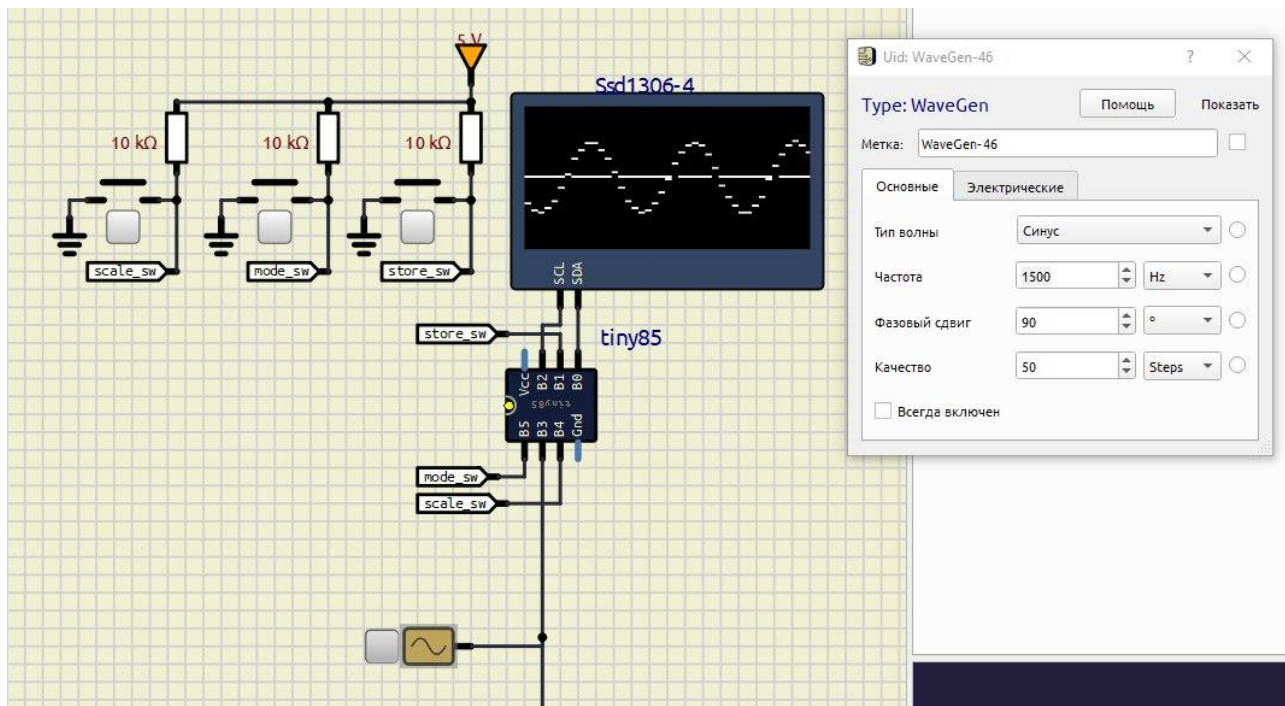 5 V
10 kΩ
10 kΩ
10 kΩ
scale_sw
mode_sw
store_sw
Ssd1306-4
SCL
SDA
store_sw
tiny85
Vcc
B2
B1
B0
tiny85
B5
B3
B4
Gnd
mode_sw
scale_sw
Uid: WaveGen-46
?
Type: WaveGen
Помощь
Показать
Метка: WaveGen-46
Основные Электрические
Тип волны Синус
Частота 1500 Hz
Фазовый сдвиг 90 °
Качество 50 Steps
Всегда включен